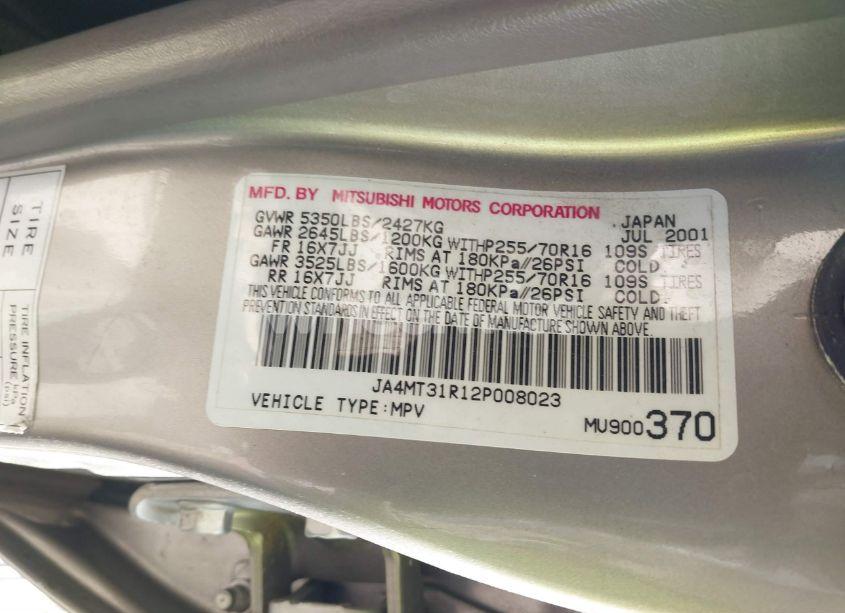 MFD. BY MITSUBISHI MOTORS CORPORATION JAPAN
GVWR 5350LBS/2427KG JUL 2001
GAWR 2645LBS/1200KG WITHP255/70R16 109S TIRES
FR 16X7JJ RIMS AT 180KPa//26PSI COLD
GAWR 3525LBS/1600KG WITHP255/70R16 109S TIRES
RR 16X7JJ RIMS AT 180KPa//26PSI COLD.
THIS VEHICLE CONFORMS TO ALL APPLICABLE FEDERAL MOTOR VEHICLE SAFETY AND THEFT
PREVENTION STANDARDS IN EFFECT ON THE DATE OF MANUFACTURE SHOWN ABOVE.
JA4MT31R12P008023
VEHICLE TYPE:MPV
MU900370
TIRE
SIZE
TIRE INFLATION
PRESSURE kPa
(psi)